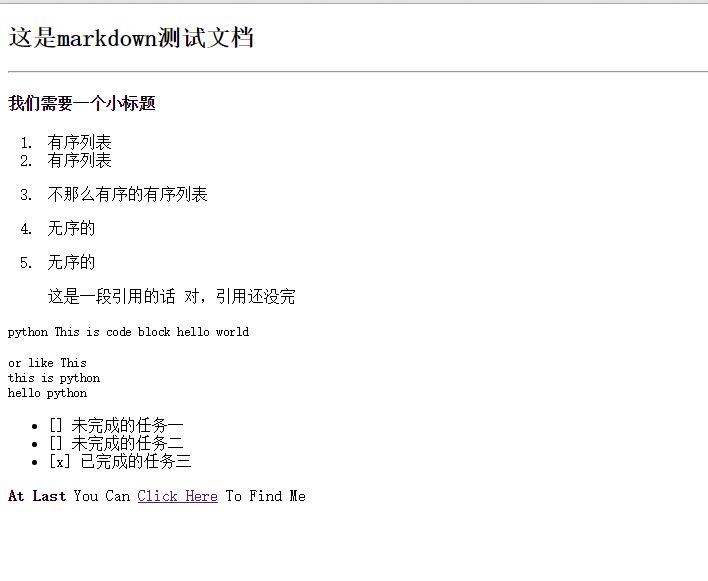 这是markdown测试文档
我们需要一个小标题
1. 有序列表
2. 有序列表
3. 不那么有序的有序列表
4. 无序的
5. 无序的
这是一段引用的话 对，引用还没完
python This is code block hello world
or like This
this is python
hello python
• [] 未完成的任务一
• [] 未完成的任务二
• [x] 已完成的任务三
At Last You Can Click Here To Find Me